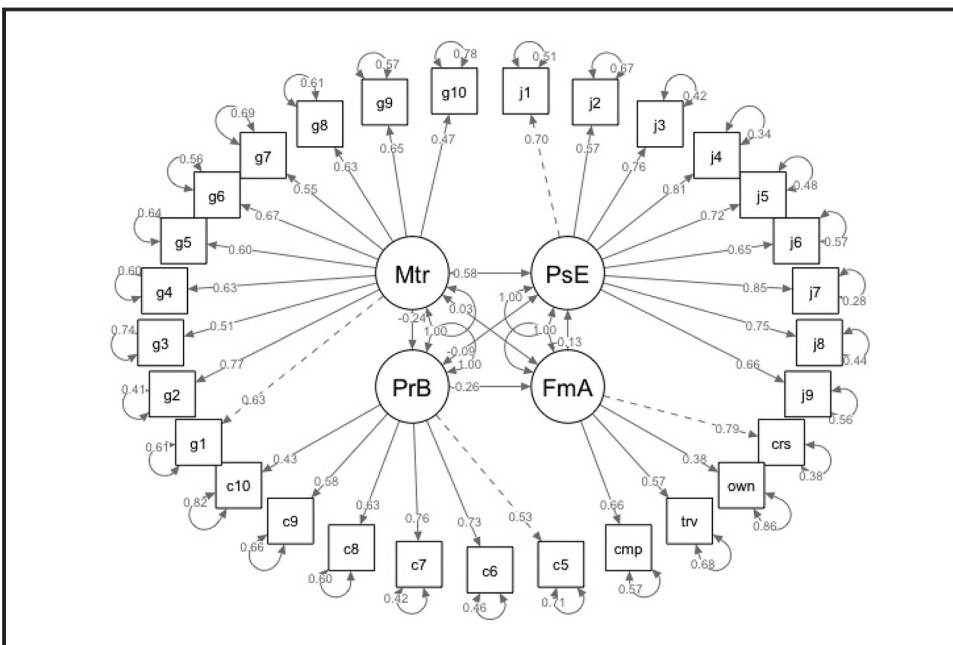 0.78 0.51
0.57 0.67
0.61 g10 j1 0.42
g9 j2
0.69 g8 j3 0.34
0.47 0.70
g7 0.65 0.57 j4
0.56 0.63 0.76 0.48
g6 0.55 0.81 j5
0.64 0.67 0.72
g5 0.60 0.65 j6 0.57
0.60 Mtr 0.58 PsE
g4 0.63 0.85 j7 0.28
1.00
0.03
0.74 0.51 -0.24 0.75
g3 1.00 1.00 j8 0.44
-0.13
0.77 -0.09 0.66
1.00
0.41 g2 PrB -0.26 FmA j9
0.63 0.79 0.56
0.61 g1 crs
0.43 0.38 0.38
c10 0.58 0.57 own
0.82 0.63 0.76 0.73 0.53 0.66
c9 trv 0.86
0.66 c8 c7 c6 c5 cmp 0.68
0.60 0.42 0.46 0.71 0.57